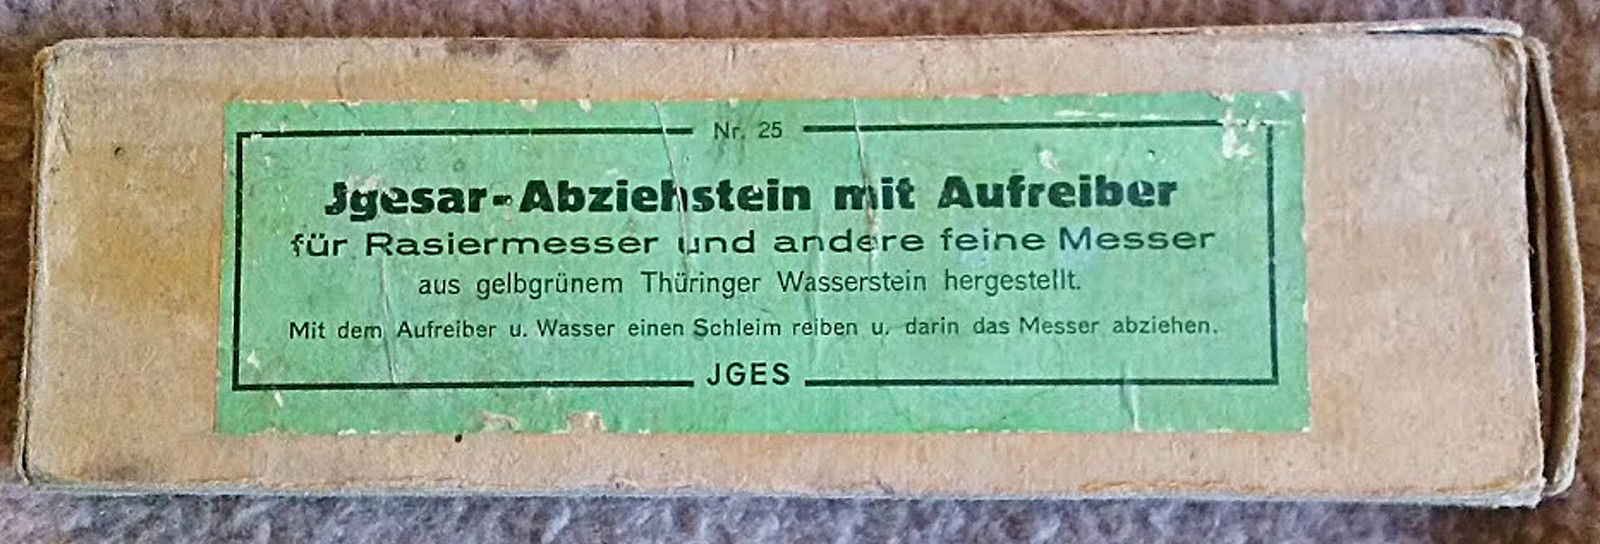 Nr. 25
Jgesar-Abziehstein mit Aufreiber
für Rasiermesser und andere feine Messer
aus gelbgrünem Thüringer Wasserstein hergestellt.
Mit dem Aufreiber u. Wasser einen Schleim reiben u. darin das Messer abziehen.
JGES